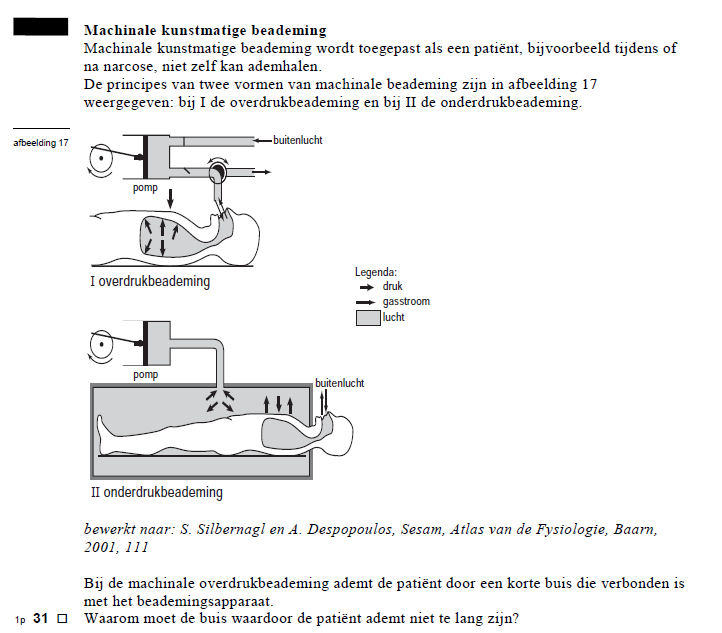 Machinale kunstmatige beademing
Machinale kunstmatige beademing wordt toegepast als een patiënt, bijvoorbeeld tijdens of
na narcose, niet zelf kan ademhalen.
De principes van twee vormen van machinale beademing zijn in afbeelding 17
weergegeven: bij I de overdrukbeademing en bij II de onderdrukbeademing.
afbeelding 17
buitenlucht
pomp
I overdrukbeademing
Legenda:
druk
gasstroom
lucht
pomp
buitenlucht
II onderdrukbeademing
bewerkt naar: S. Silbernagl en A. Despopoulos, Sesam, Atlas van de Fysiologie, Baarn,
2001, 111
Bij de machinale overdrukbeademing ademt de patiënt door een korte buis die verbonden is
met het beademingsapparaat.
1p 31 □ Waarom moet de buis waardoor de patiënt ademt niet te lang zijn?